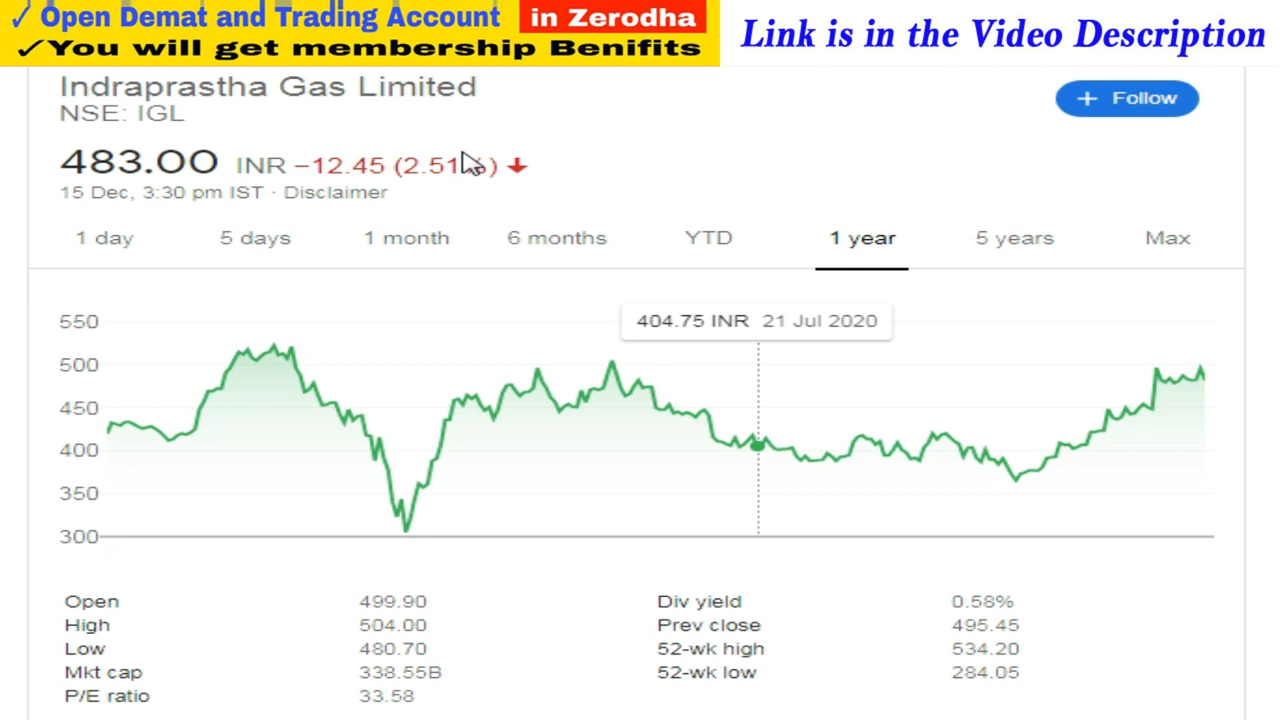 ✓ Open Demat and Trading Account in Zerodha
✓You will get membership Benifits
Link is in the Video Description
Indraprastha Gas Limited
NSE: IGL
+ Follow
483.00 INR −12.45 (2.51%) ↓
15 Dec, 3:30 pm IST · Disclaimer
1 day 5 days 1 month 6 months YTD 1 year 5 years Max
404.75 INR 21 Jul 2020
550
500
450
400
350
300
Open 499.90 Div yield 0.58%
High 504.00 Prev close 495.45
Low 480.70 52-wk high 534.20
Mkt cap 338.55B 52-wk low 284.05
P/E ratio 33.58